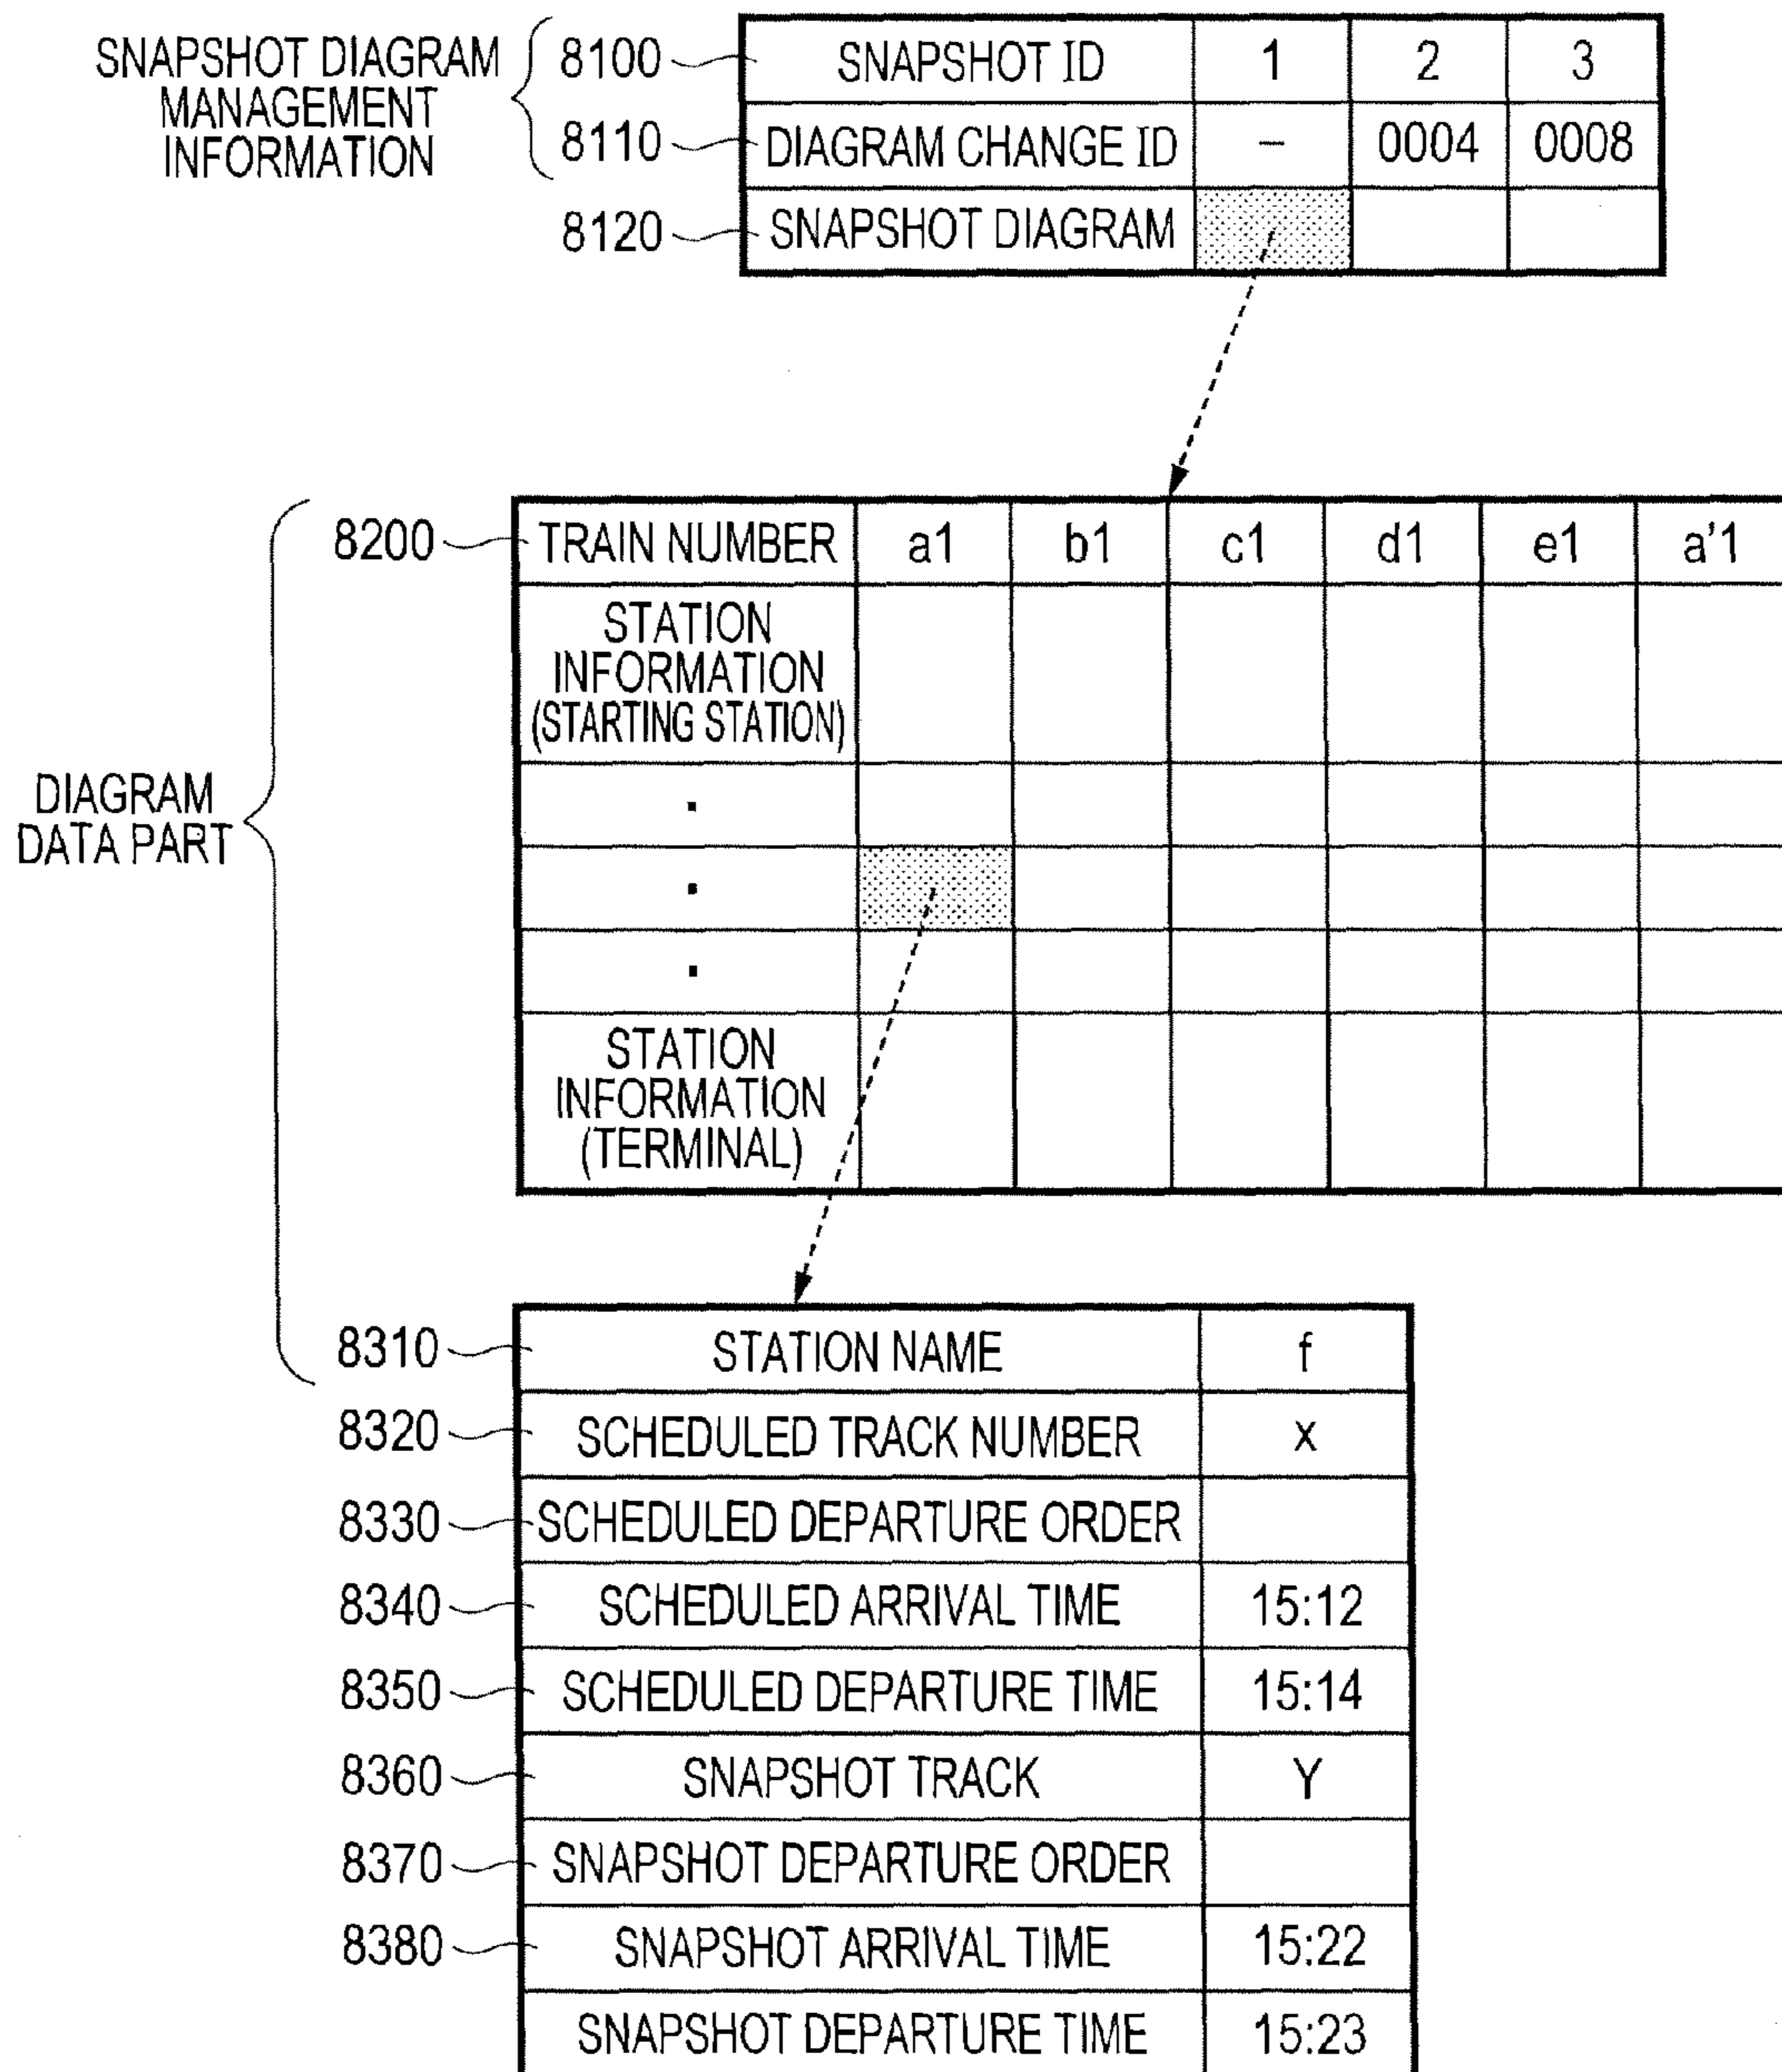 SNAPSHOT DIAGRAM
MANAGEMENT
INFORMATION
8100 SNAPSHOT ID 1 2 3
8110 DIAGRAM CHANGE ID – 0004 0008
8120 SNAPSHOT DIAGRAM
DIAGRAM
DATA PART
8200 TRAIN NUMBER a1 b1 c1 d1 e1 a'1
STATION
INFORMATION
(STARTING STATION)
.
.
.
STATION
INFORMATION
(TERMINAL)
8310 STATION NAME f
8320 SCHEDULED TRACK NUMBER x
8330 SCHEDULED DEPARTURE ORDER
8340 SCHEDULED ARRIVAL TIME 15:12
8350 SCHEDULED DEPARTURE TIME 15:14
8360 SNAPSHOT TRACK Y
8370 SNAPSHOT DEPARTURE ORDER
8380 SNAPSHOT ARRIVAL TIME 15:22
SNAPSHOT DEPARTURE TIME 15:23